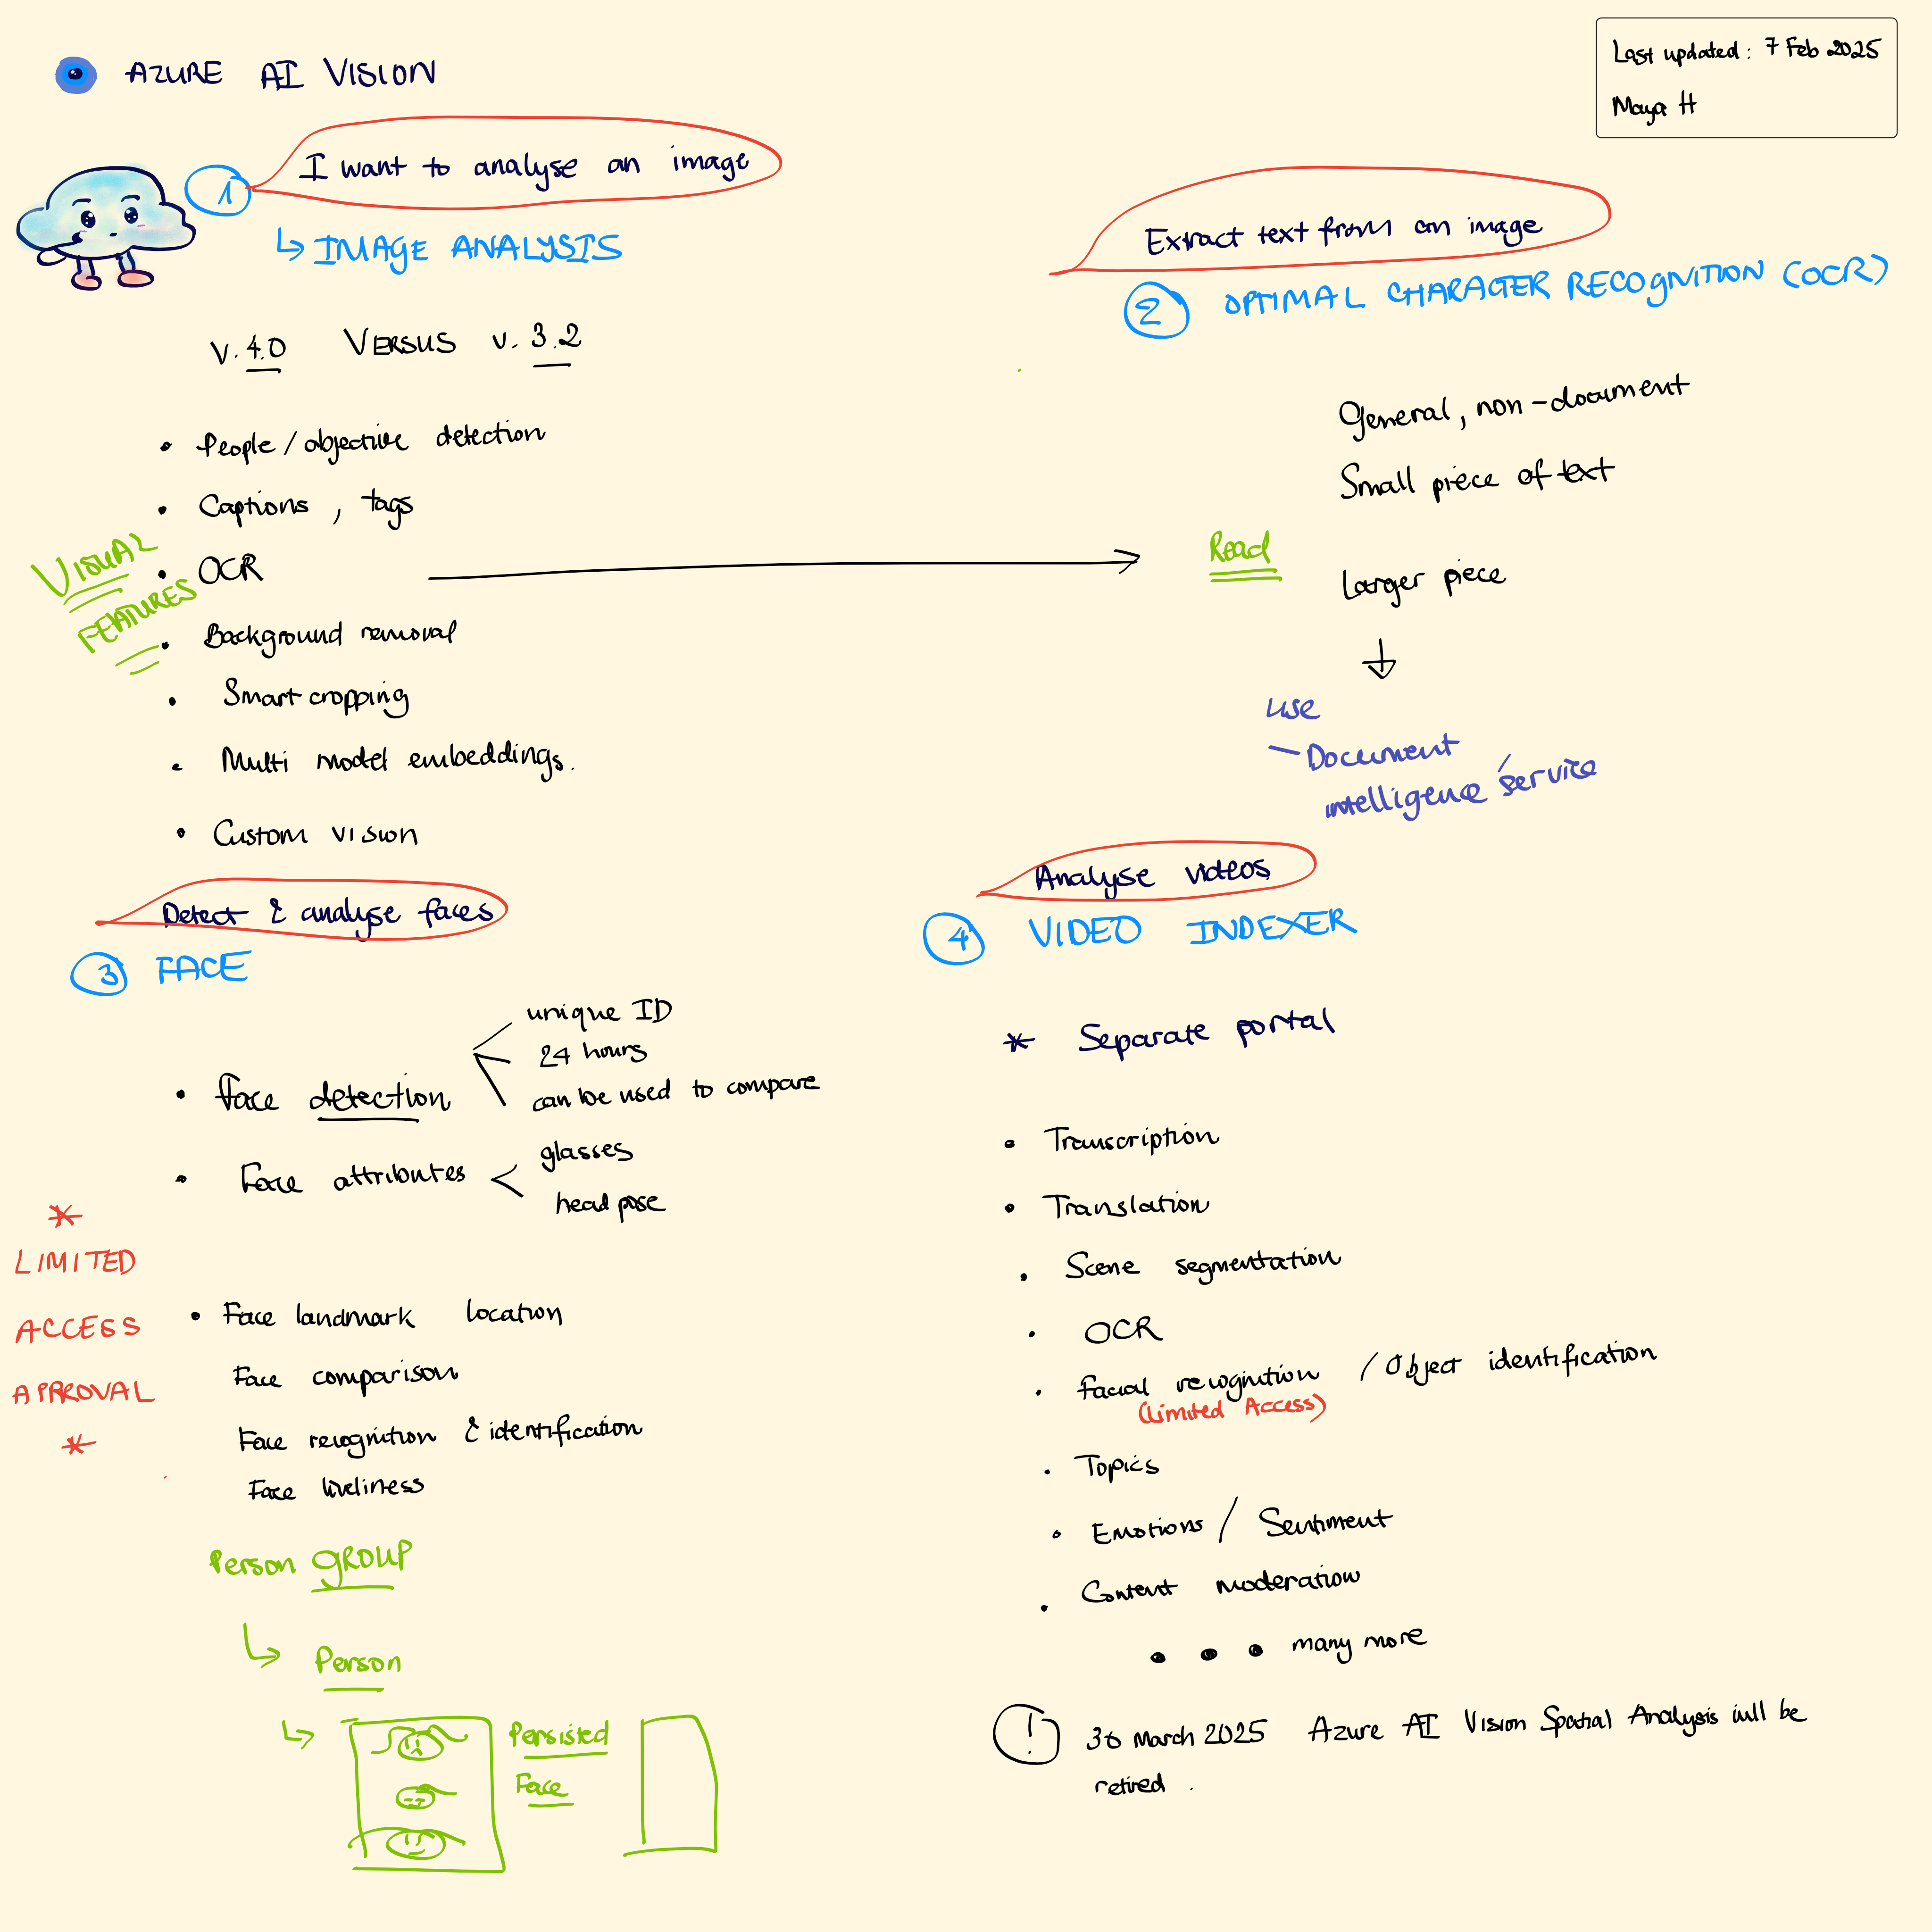 AZURE AI VISION
Last updated: 7 Feb 2025
Maya H
1
I want to analyse an image
IMAGE ANALYSIS
V. 4.0 VERSUS v. 3.2
• People/objective detection
• Captions, tags
• OCR
• Background removal
• Smart cropping
• Multi model embeddings.
• Custom vision
VISUAL
FEATURES
Extract text from an image
2 OPTIMAL CHARACTER RECOGNITION (OCR)
General, non-document
Small piece of text
Read
Larger piece
use
– Document
intelligence service
Detect & analyse faces
3 FACE
• Face detection
unique ID
24 hours
can be used to compare
• Face attributes
glasses
head pose
*
LIMITED
ACCESS
APPROVAL
*
• Face landmark location
Face comparison
Face recognition & identification
Face liveliness
Person GROUP
Person
Persisted
Face
Analyse videos
4 VIDEO INDEXER
* Separate portal
• Transcription
• Translation
• Scene segmentation
• OCR
• Facial recognition / Object identification
(Limited Access)
• Topics
• Emotions / Sentiment
• Content moderation
• • • many more
! 30 March 2025 Azure AI Vision Spatial Analysis will be
retired.